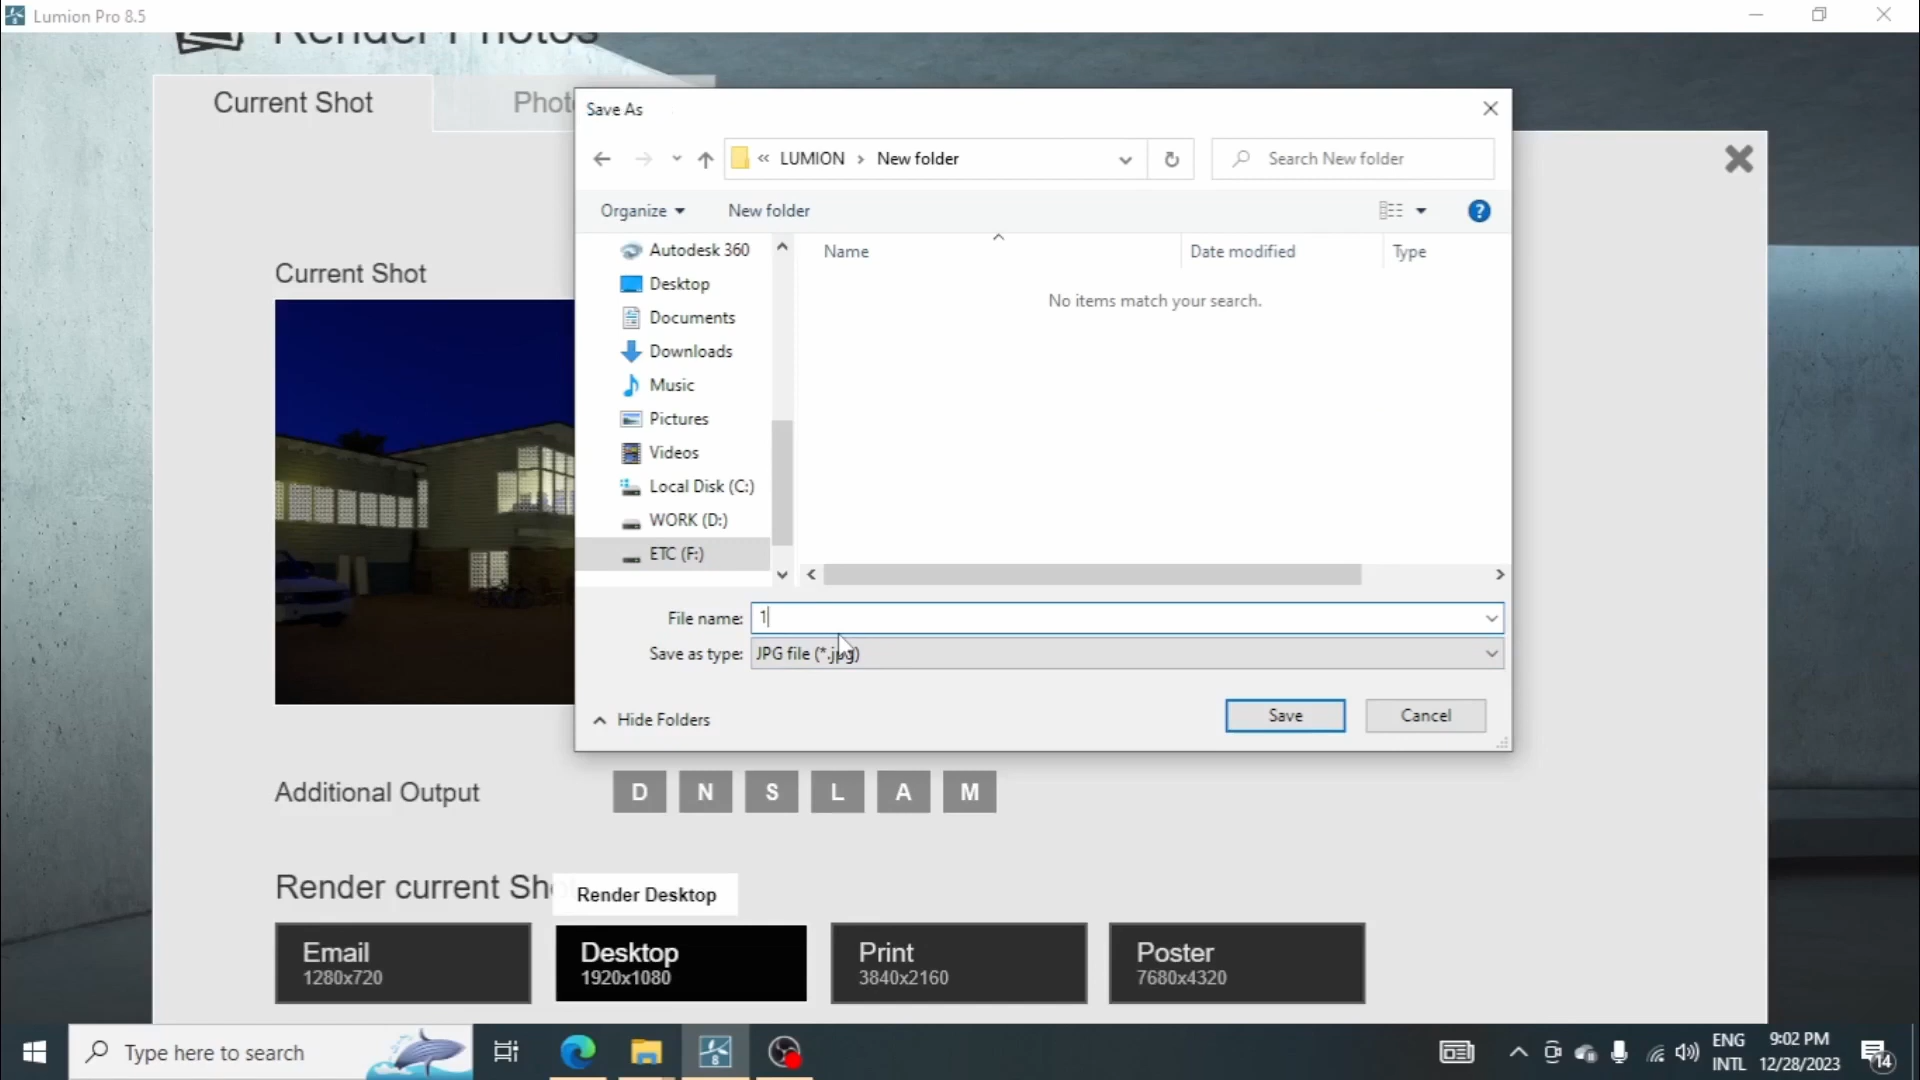 Lumion Pro 8.5
Render Photos
Current Shot
Save As
« LUMION › New folder
Search New folder
Organize
New folder
?
Autodesk 360
Desktop
Documents
Downloads
Music
Pictures
Videos
Local Disk (C:)
WORK (D:)
ETC (F:)
Name
Date modified
Type
No items match your search.
File name: 1
Save as type: JPG file (*.jpg)
Hide Folders
Save
Cancel
Current Shot
Additional Output
D N S L A M
Render current
Render Desktop
Email
1280x720
Desktop
1920x1080
Print
3840x2160
Poster
7680x4320
Type here to search
8
ENG
INTL
9:02 PM
12/28/2023
14